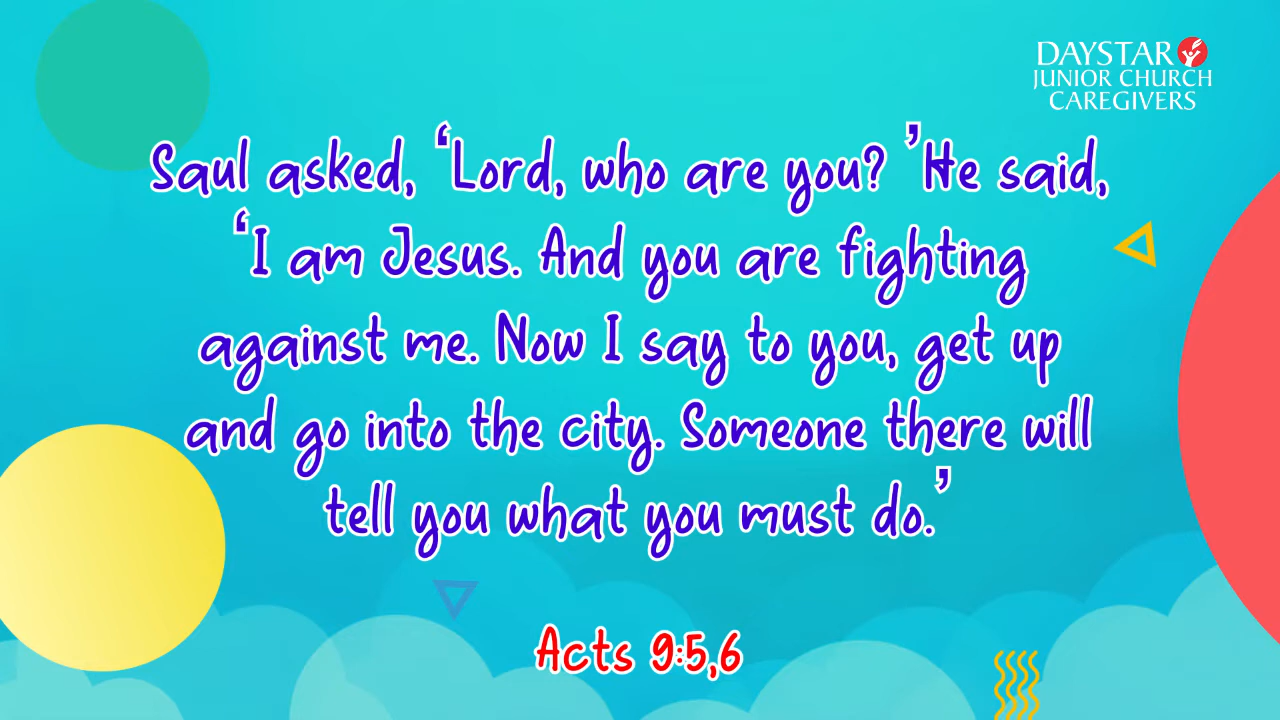 DAYSTAR
JUNIOR CHURCH
CAREGIVERS
Saul asked, ‘Lord, who are you? ’He said,
‘I am Jesus. And you are fighting
against me. Now I say to you, get up
and go into the city. Someone there will
tell you what you must do.’
Acts 9:5,6